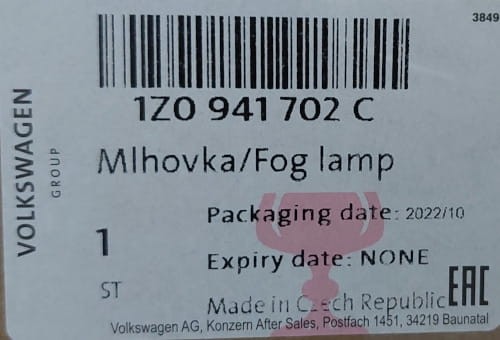 3849
1Z0 941 702 C
VOLKSWAGEN
GROUP
Mlhovka/Fog lamp
Packaging date: 2022/10
1
Expiry date: NONE
ST
Made in Czech Republic
EAC
Volkswagen AG, Konzern After Sales, Postfach 1451, 34219 Baunatal